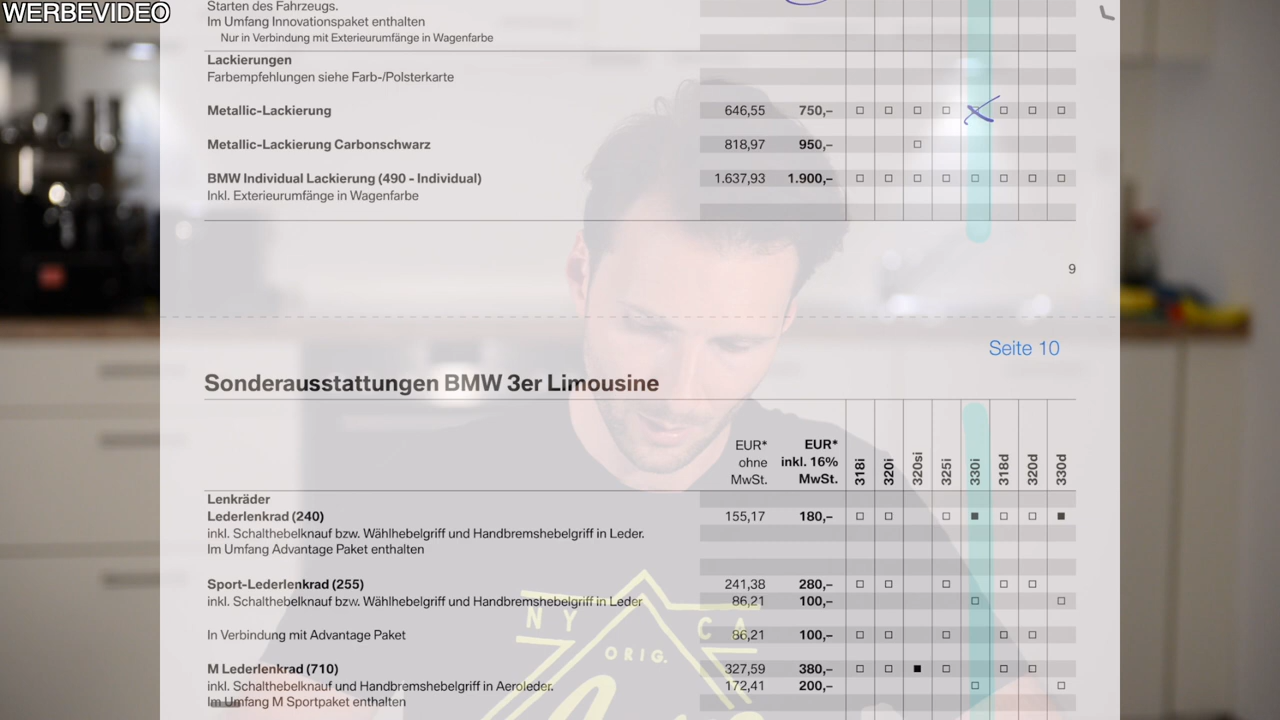 WERBEVIDEO
Starten des Fahrzeugs.
Im Umfang Innovationspaket enthalten
Nur in Verbindung mit Exterieurumfänge in Wagenfarbe
Lackierungen
Farbempfehlungen siehe Farb-/Polsterkarte
Metallic-Lackierung 646,55 750,– □ □ □ □ □ □ □ □
Metallic-Lackierung Carbonschwarz 818,97 950,– □
BMW Individual Lackierung (490 - Individual) 1.637,93 1.900,– □ □ □ □ □ □ □ □
Inkl. Exterieurumfänge in Wagenfarbe
9
Seite 10
Sonderausstattungen BMW 3er Limousine
EUR* EUR*
ohne inkl. 16%
MwSt. MwSt. 318i 320i 320si 325i 330i 318d 320d 330d
Lenkräder
Lederlenkrad (240) 155,17 180,– □ □ □ ■ □ □ ■
inkl. Schalthebelknauf bzw. Wählhebelgriff und Handbremshebelgriff in Leder.
Im Umfang Advantage Paket enthalten
Sport-Lederlenkrad (255) 241,38 280,– □ □ □ □ □
inkl. Schalthebelknauf bzw. Wählhebelgriff und Handbremshebelgriff in Leder 86,21 100,– □ □
In Verbindung mit Advantage Paket 86,21 100,– □ □ □ □ □
M Lederlenkrad (710) 327,59 380,– □ □ ■ □ □ □
inkl. Schalthebelknauf und Handbremshebelgriff in Aeroleder. 172,41 200,– □ □
Im Umfang M Sportpaket enthalten
NY CA
ORIG.